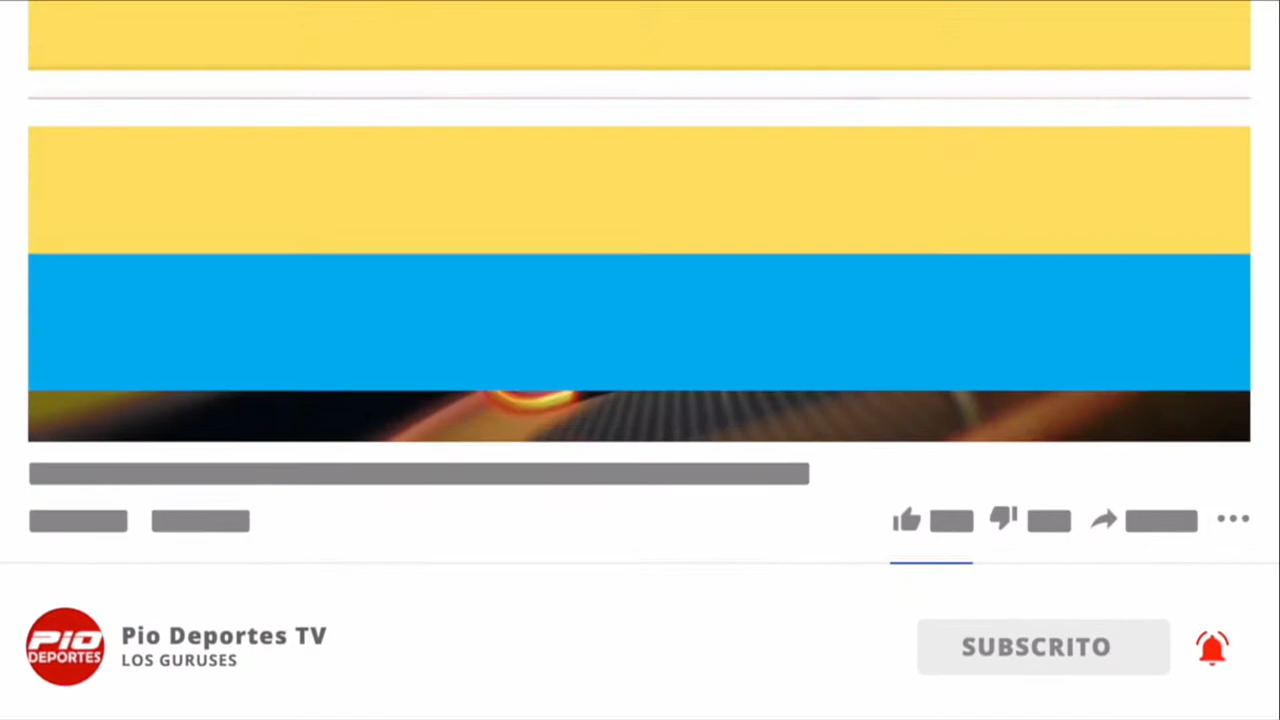 PIO
DEPORTES
Pio Deportes TV
LOS GURUSES
SUBSCRITO